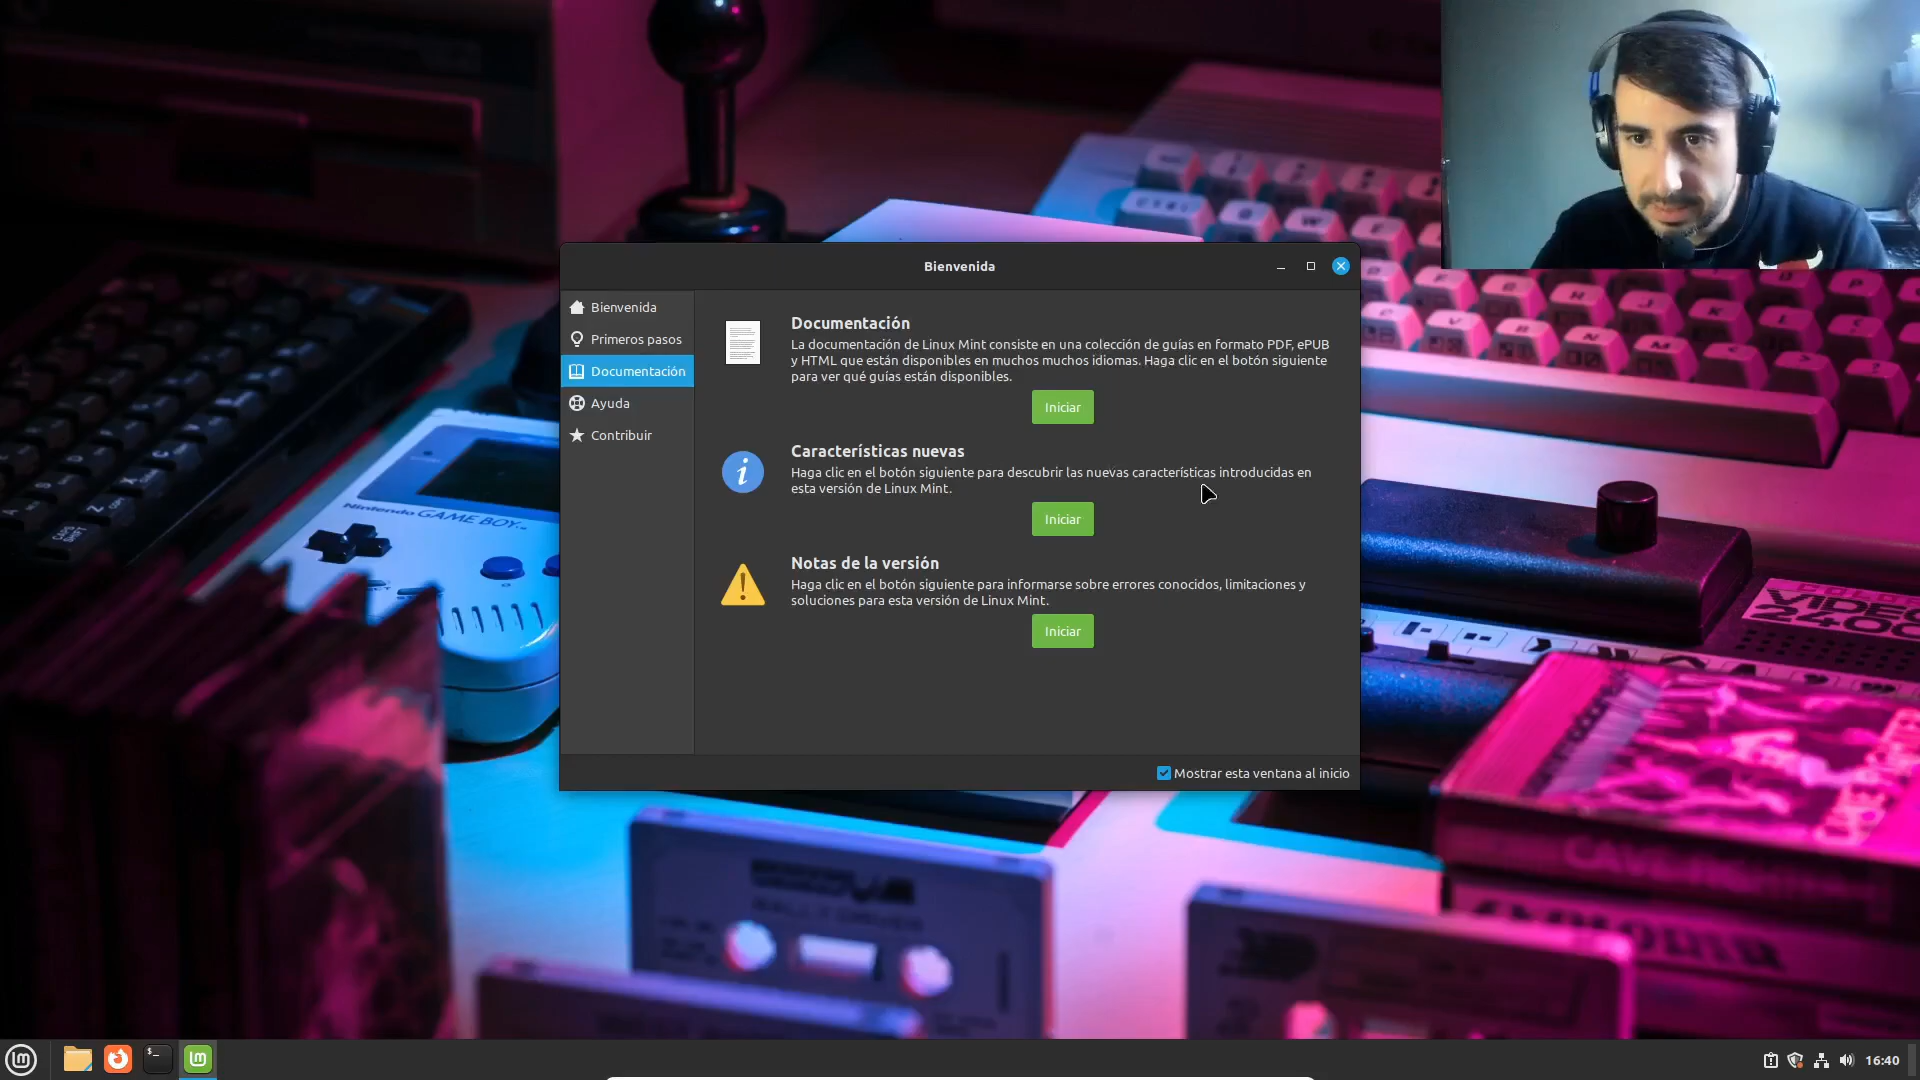 Bienvenida
Bienvenida
Primeros pasos
Documentación
Ayuda
Contribuir
Documentación
La documentación de Linux Mint consiste en una colección de guías en formato PDF, ePUB
y HTML que están disponibles en muchos muchos idiomas. Haga clic en el botón siguiente
para ver qué guías están disponibles.
Iniciar
Características nuevas
Haga clic en el botón siguiente para descubrir las nuevas características introducidas en
esta versión de Linux Mint.
Iniciar
Notas de la versión
Haga clic en el botón siguiente para informarse sobre errores conocidos, limitaciones y
soluciones para esta versión de Linux Mint.
Iniciar
Mostrar esta ventana al inicio
Nintendo GAME BOY
16:40